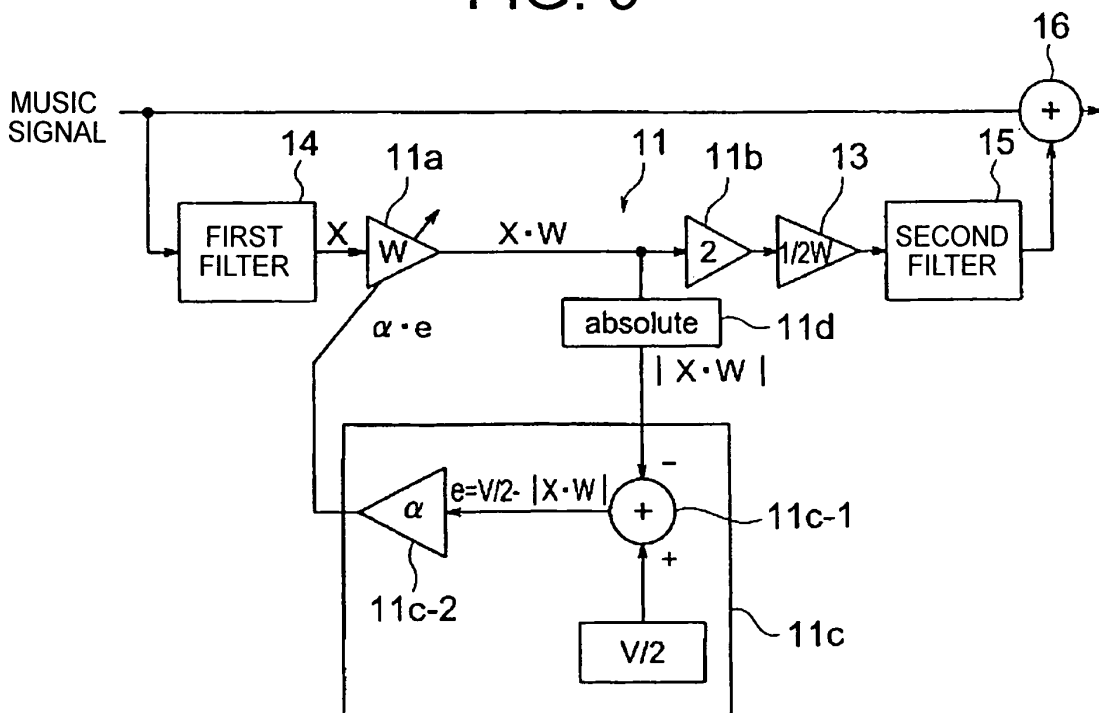 16
MUSIC
SIGNAL
+
14
11a
11
11b
13
15
FIRST
FILTER
X
W
X・W
2
1/2W
SECOND
FILTER
α・e
absolute
11d
| X・W |
−
α
e=V/2- |X・W|
+
11c-1
+
11c-2
V/2
11c